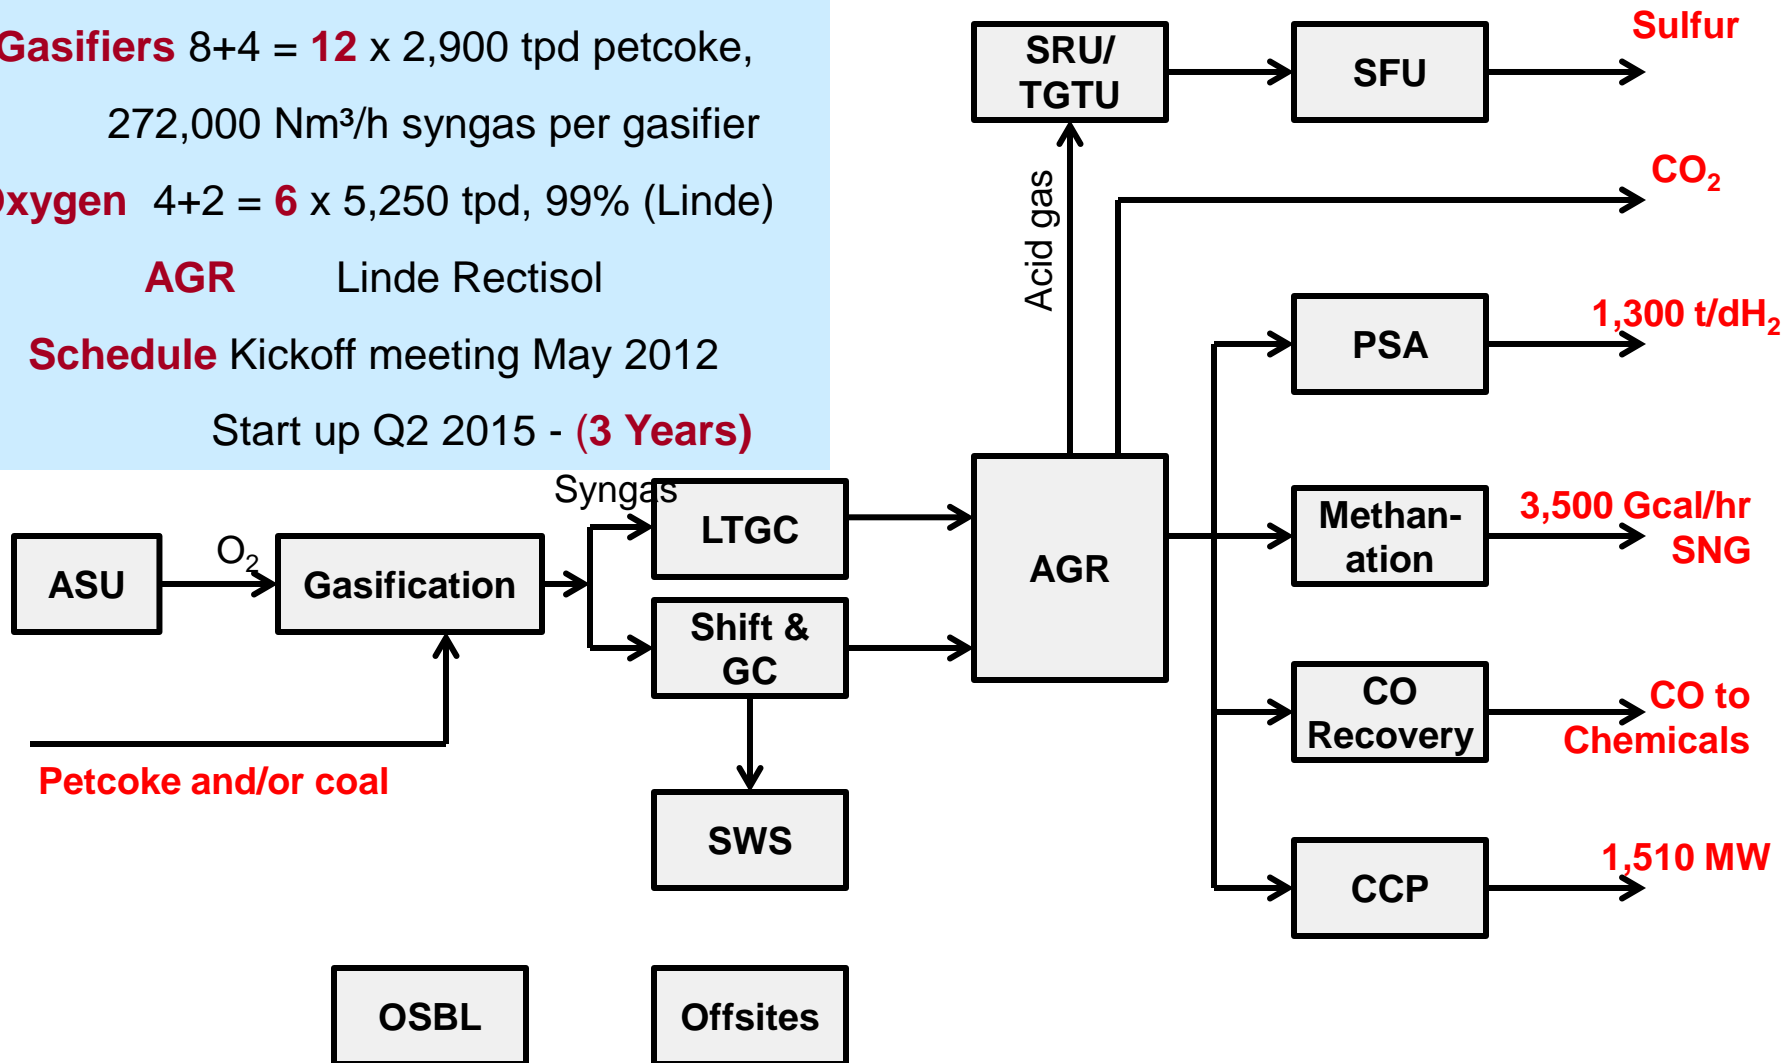 Gasifiers 8+4 = 12 x 2,900 tpd petcoke,
272,000 Nm³/h syngas per gasifier
Oxygen 4+2 = 6 x 5,250 tpd, 99% (Linde)
AGR Linde Rectisol
Schedule Kickoff meeting May 2012
Start up Q2 2015 - (3 Years)
SRU/
TGTU
SFU
Sulfur
CO₂
Acid gas
PSA
1,300 t/dH₂
Syngas
LTGC
AGR
Methan-
ation
3,500 Gcal/hr
SNG
ASU
O₂
Gasification
Shift &
GC
CO
Recovery
CO to
Chemicals
Petcoke and/or coal
SWS
CCP
1,510 MW
OSBL
Offsites